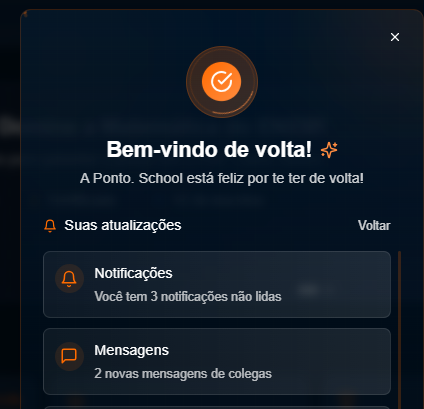 Bem-vindo de volta!
A Ponto. School está feliz por te ter de volta!
Suas atualizações
Voltar
Notificações
Você tem 3 notificações não lidas
Mensagens
2 novas mensagens de colegas